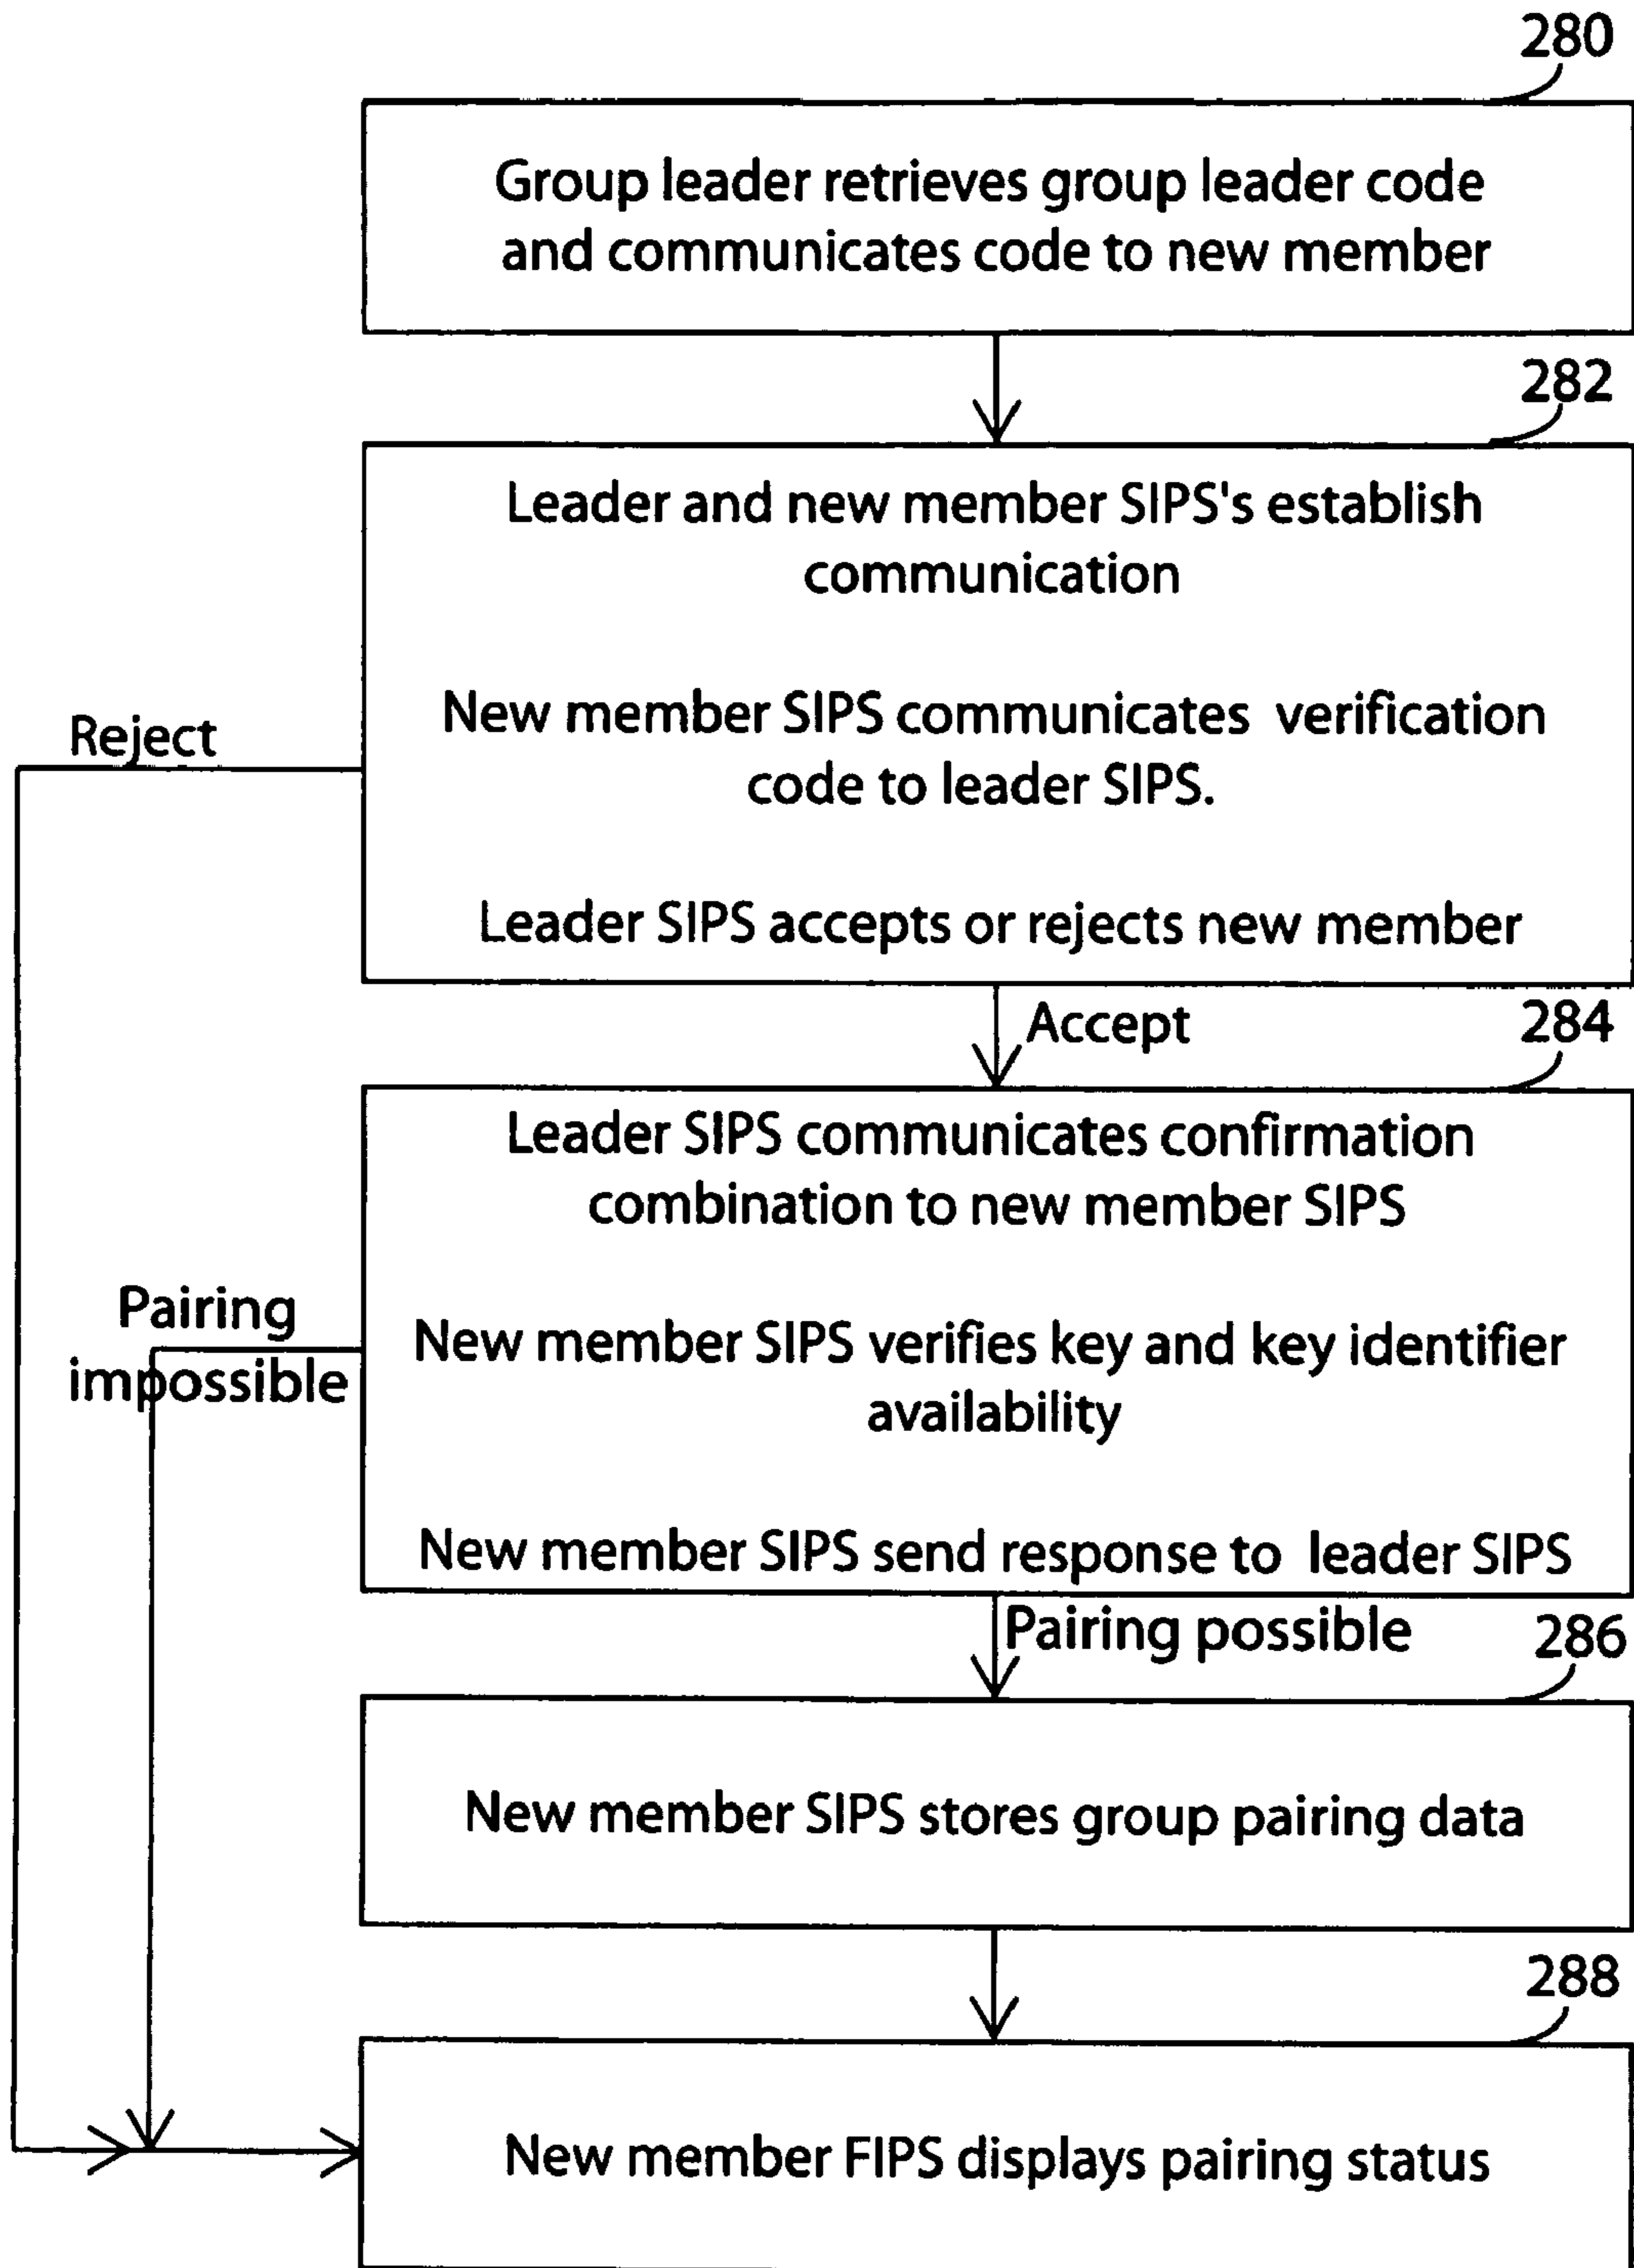 280
Group leader retrieves group leader code
and communicates code to new member
282
Leader and new member SIPS's establish
communication
New member SIPS communicates verification
code to leader SIPS.
Leader SIPS accepts or rejects new member
Reject
Accept
284
Leader SIPS communicates confirmation
combination to new member SIPS
New member SIPS verifies key and key identifier
availability
New member SIPS send response to leader SIPS
Pairing
impossible
Pairing possible
286
New member SIPS stores group pairing data
288
New member FIPS displays pairing status